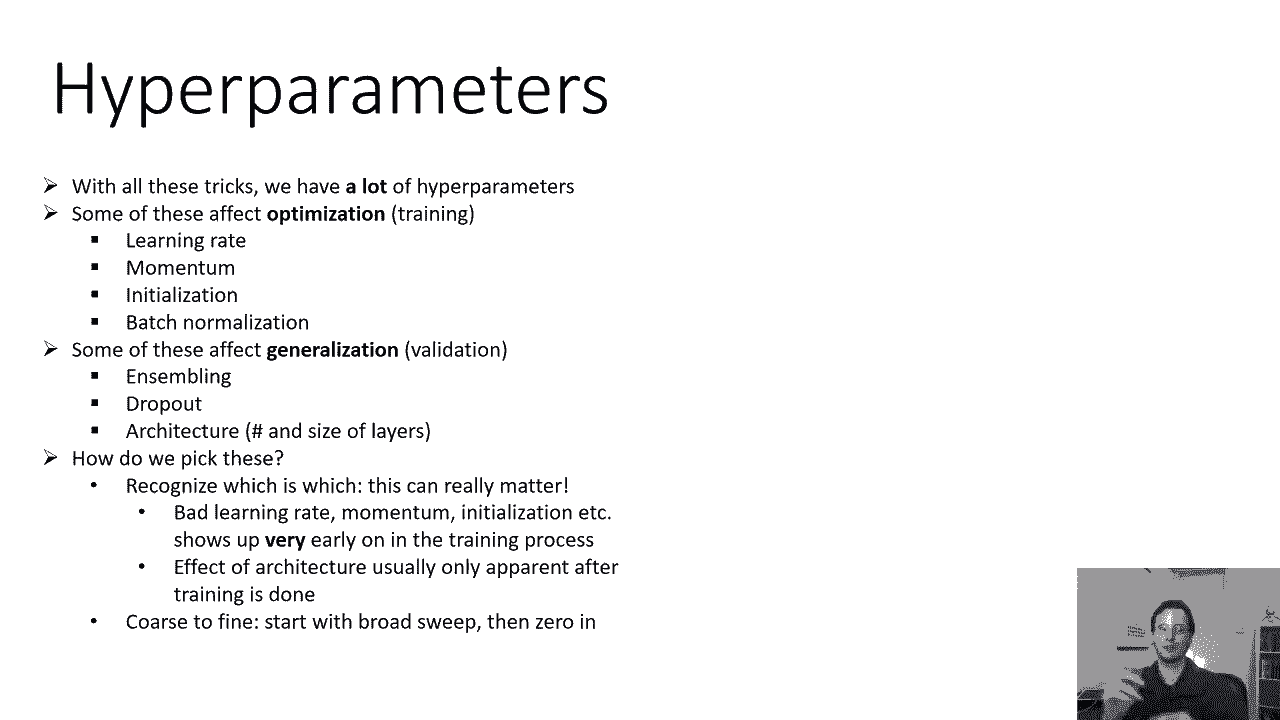 Hyperparameters
➢ With all these tricks, we have a lot of hyperparameters
➢ Some of these affect optimization (training)
▪ Learning rate
▪ Momentum
▪ Initialization
▪ Batch normalization
➢ Some of these affect generalization (validation)
▪ Ensembling
▪ Dropout
▪ Architecture (# and size of layers)
➢ How do we pick these?
• Recognize which is which: this can really matter!
• Bad learning rate, momentum, initialization etc.
shows up very early on in the training process
• Effect of architecture usually only apparent after
training is done
• Coarse to fine: start with broad sweep, then zero in